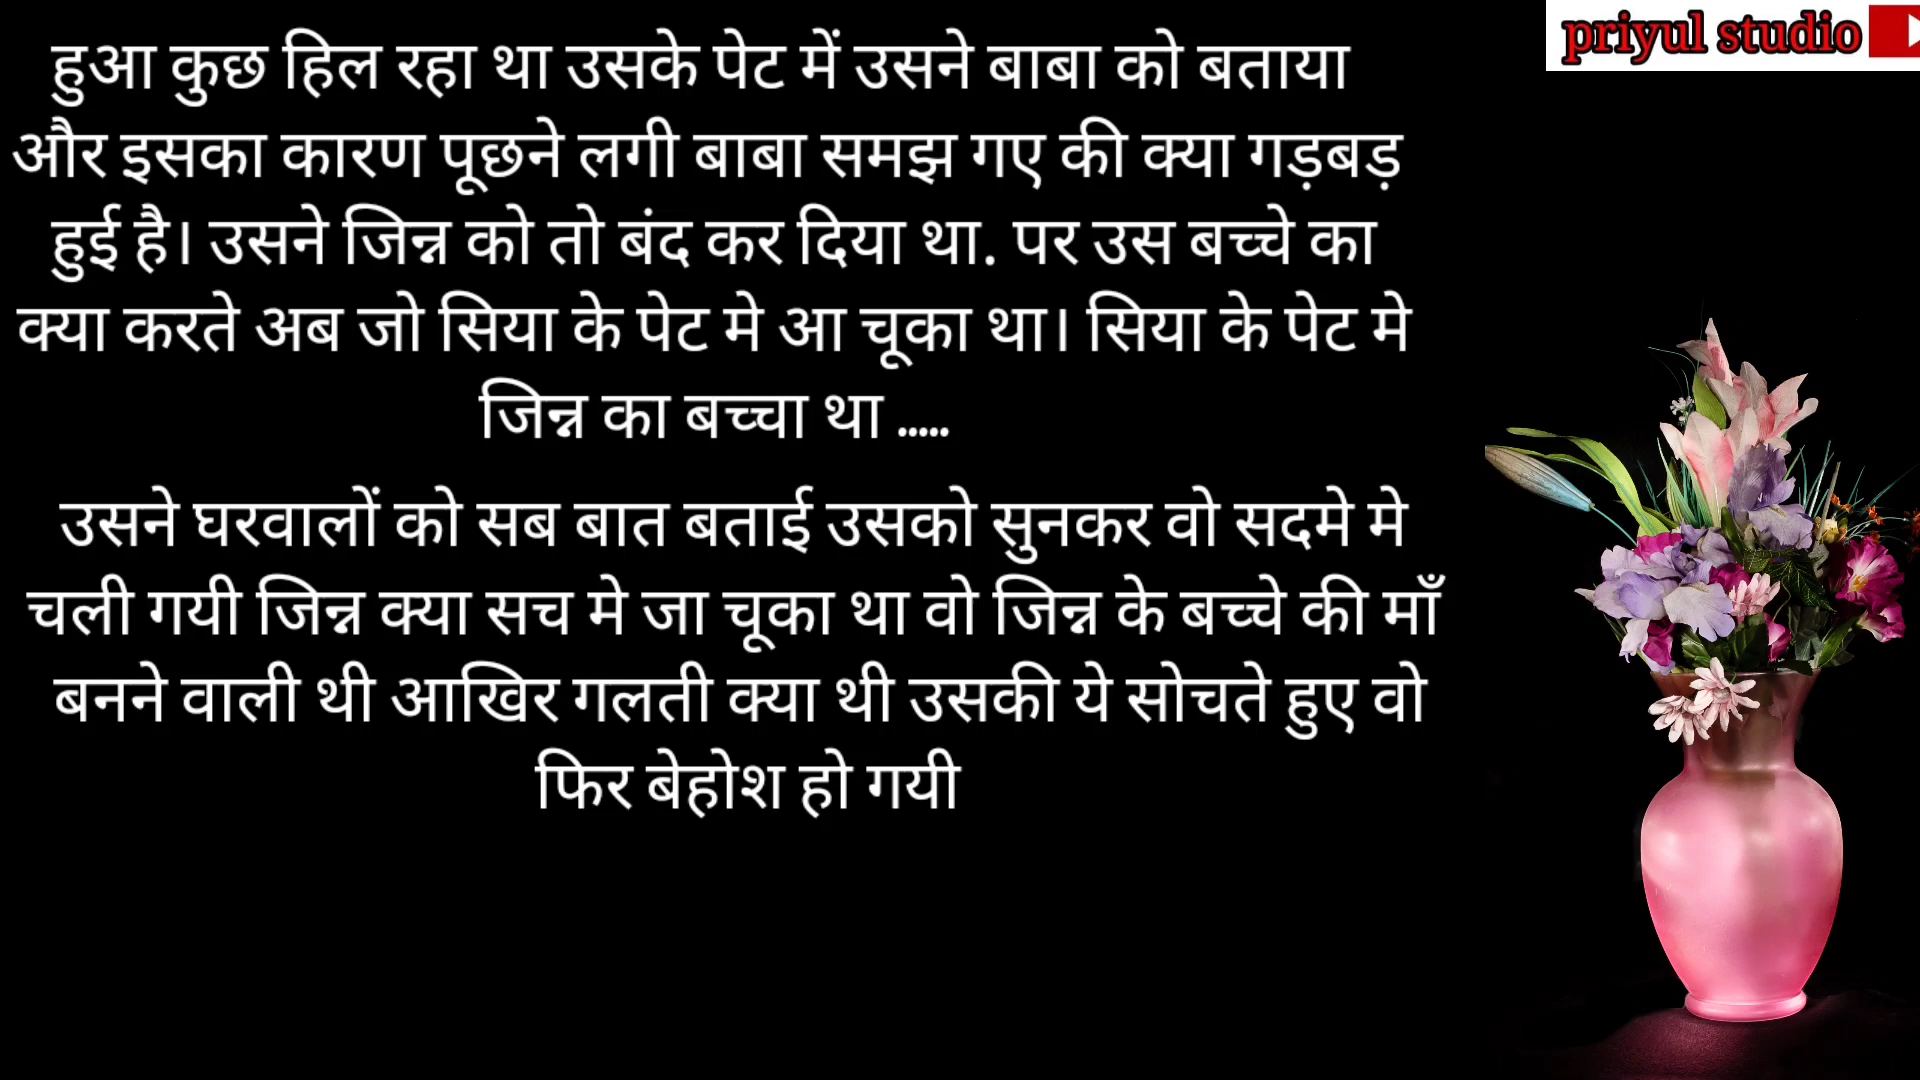 हुआ कुछ हिल रहा था उसके पेट में उसने बाबा को बताया
और इसका कारण पूछने लगी बाबा समझ गए की क्या गड़बड़
हुई है। उसने जिन्न को तो बंद कर दिया था. पर उस बच्चे का
क्या करते अब जो सिया के पेट मे आ चूका था। सिया के पेट मे
जिन्न का बच्चा था .....
उसने घरवालों को सब बात बताई उसको सुनकर वो सदमे मे
चली गयी जिन्न क्या सच मे जा चूका था वो जिन्न के बच्चे की माँ
बनने वाली थी आखिर गलती क्या थी उसकी ये सोचते हुए वो
फिर बेहोश हो गयी
priyul studio